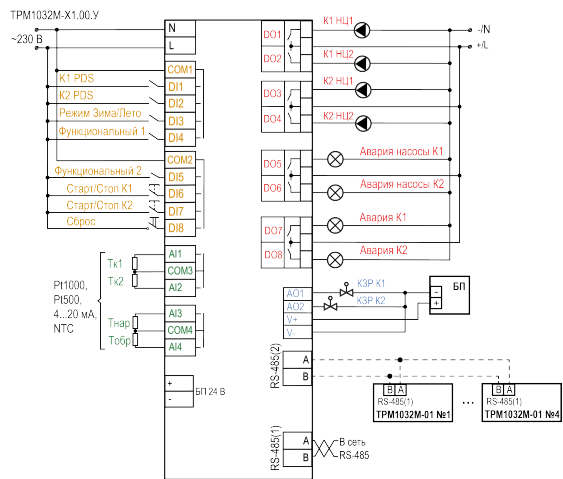 ТРМ1032М-X1.00.У
~230 В
N
L
COM1
K1 PDS
DI1
K2 PDS
DI2
Режим Зима/Лето
DI3
Функциональный 1
DI4
COM2
Функциональный 2
DI5
Старт/Стоп К1
DI6
Старт/Стоп К2
DI7
Сброс
DI8
Pt1000,
Pt500,
4...20 мА,
NTC
Тк1
AI1
COM3
Тк2
AI2
AI3
Тнар
COM4
Тобр
AI4
+
-
БП 24 В
DO1
К1 НЦ1
-/N
+/L
DO2
К1 НЦ2
DO3
К2 НЦ1
DO4
К2 НЦ2
DO5
Авария насосы К1
DO6
Авария насосы К2
DO7
Авария К1
DO8
Авария К2
AO1
КЗР К1
AO2
КЗР К2
V+
V-
-
+
БП
RS-485(2)
A
B
B A
RS-485(1)
ТРМ1032М-01 №1
...
B A
RS-485(1)
ТРМ1032М-01 №4
RS-485(1)
A
B
В сеть
RS-485